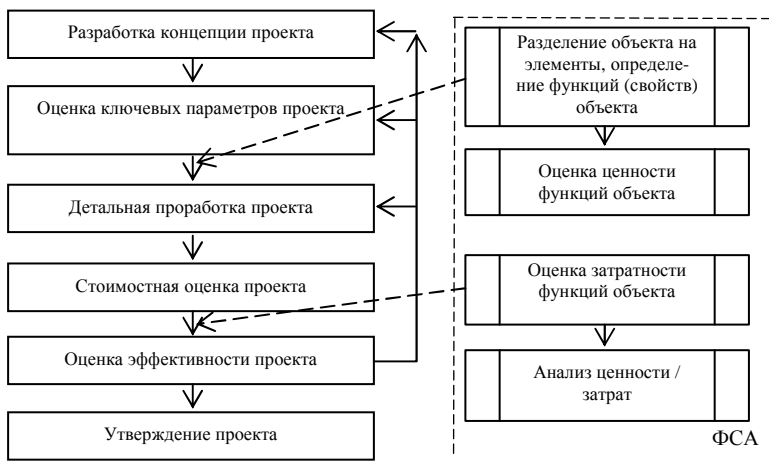 Разработка концепции проекта
Оценка ключевых параметров проекта
Детальная проработка проекта
Стоимостная оценка проекта
Оценка эффективности проекта
Утверждение проекта
Разделение объекта на
элементы, определе-
ние функций (свойств)
объекта
Оценка ценности
функций объекта
Оценка затратности
функций объекта
Анализ ценности /
затрат
ФСА